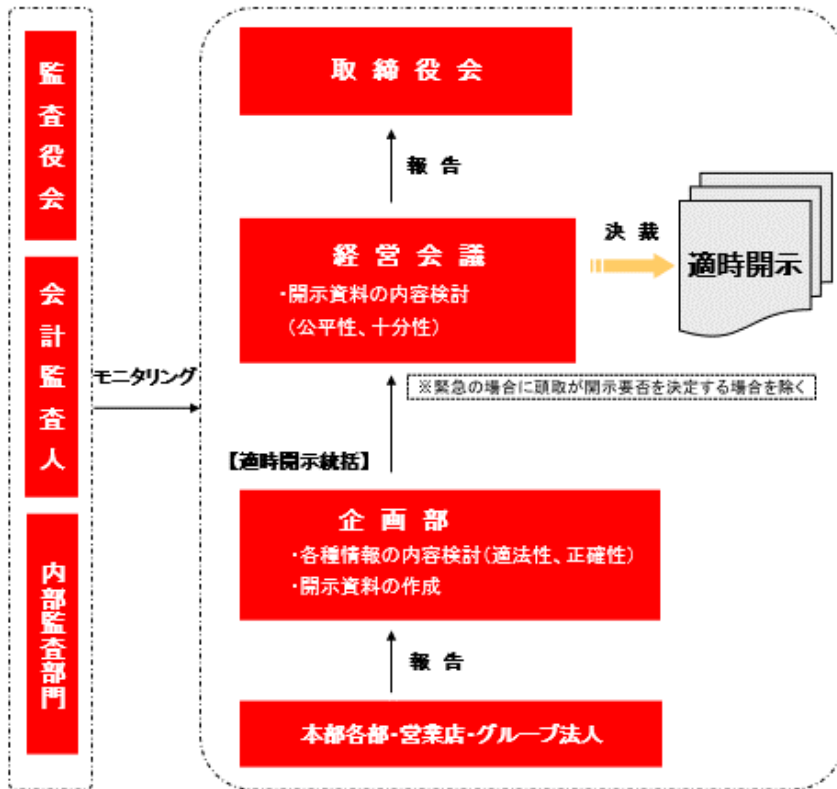 監査役会
会計監査人
内部監査部門
モニタリング
取締役会
報告
経営会議
・開示資料の内容検討
(公平性、十分性)
決裁
適時開示
※緊急の場合に頭取が開示要否を決定する場合を除く
【適時開示統括】
企画部
・各種情報の内容検討(適法性、正確性)
・開示資料の作成
報告
本部各部・営業店・グループ法人